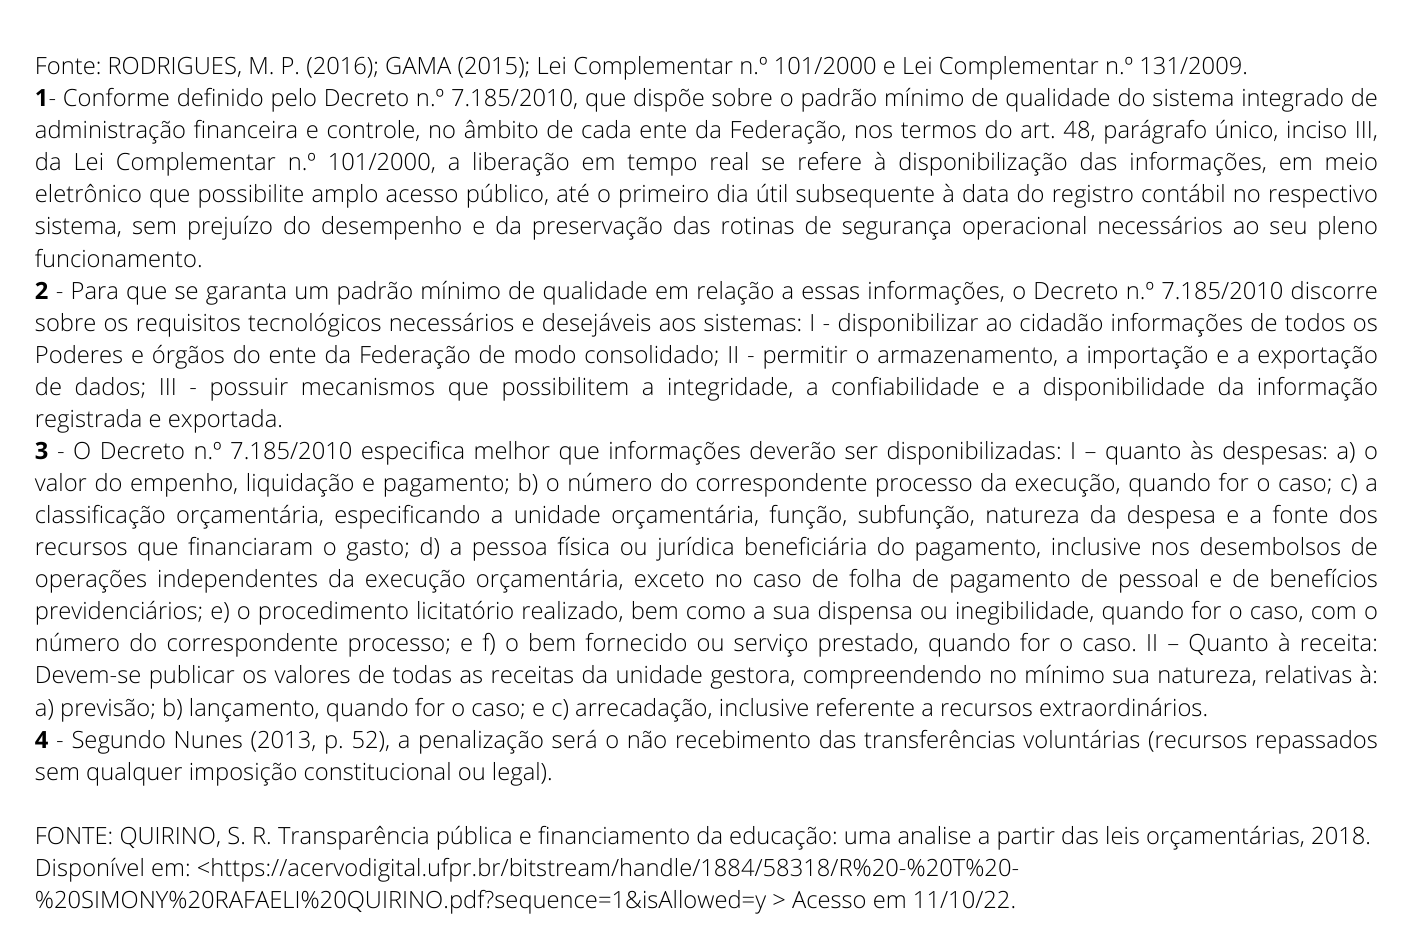 Fonte: RODRIGUES, M. P. (2016); GAMA (2015); Lei Complementar n.º 101/2000 e Lei Complementar n.º 131/2009.
1- Conforme definido pelo Decreto n.º 7.185/2010, que dispõe sobre o padrão mínimo de qualidade do sistema integrado de
administração financeira e controle, no âmbito de cada ente da Federação, nos termos do art. 48, parágrafo único, inciso III,
da Lei Complementar n.º 101/2000, a liberação em tempo real se refere à disponibilização das informações, em meio
eletrônico que possibilite amplo acesso público, até o primeiro dia útil subsequente à data do registro contábil no respectivo
sistema, sem prejuízo do desempenho e da preservação das rotinas de segurança operacional necessários ao seu pleno
funcionamento.
2 - Para que se garanta um padrão mínimo de qualidade em relação a essas informações, o Decreto n.º 7.185/2010 discorre
sobre os requisitos tecnológicos necessários e desejáveis aos sistemas: I - disponibilizar ao cidadão informações de todos os
Poderes e órgãos do ente da Federação de modo consolidado; II - permitir o armazenamento, a importação e a exportação
de dados; III - possuir mecanismos que possibilitem a integridade, a confiabilidade e a disponibilidade da informação
registrada e exportada.
3 - O Decreto n.º 7.185/2010 especifica melhor que informações deverão ser disponibilizadas: I – quanto às despesas: a) o
valor do empenho, liquidação e pagamento; b) o número do correspondente processo da execução, quando for o caso; c) a
classificação orçamentária, especificando a unidade orçamentária, função, subfunção, natureza da despesa e a fonte dos
recursos que financiaram o gasto; d) a pessoa física ou jurídica beneficiária do pagamento, inclusive nos desembolsos de
operações independentes da execução orçamentária, exceto no caso de folha de pagamento de pessoal e de benefícios
previdenciários; e) o procedimento licitatório realizado, bem como a sua dispensa ou inegibilidade, quando for o caso, com o
número do correspondente processo; e f) o bem fornecido ou serviço prestado, quando for o caso. II – Quanto à receita:
Devem-se publicar os valores de todas as receitas da unidade gestora, compreendendo no mínimo sua natureza, relativas à:
a) previsão; b) lançamento, quando for o caso; e c) arrecadação, inclusive referente a recursos extraordinários.
4 - Segundo Nunes (2013, p. 52), a penalização será o não recebimento das transferências voluntárias (recursos repassados
sem qualquer imposição constitucional ou legal).
FONTE: QUIRINO, S. R. Transparência pública e financiamento da educação: uma analise a partir das leis orçamentárias, 2018.
Disponível em: <https://acervodigital.ufpr.br/bitstream/handle/1884/58318/R%20-%20T%20-
%20SIMONY%20RAFAELI%20QUIRINO.pdf?sequence=1&isAllowed=y > Acesso em 11/10/22.